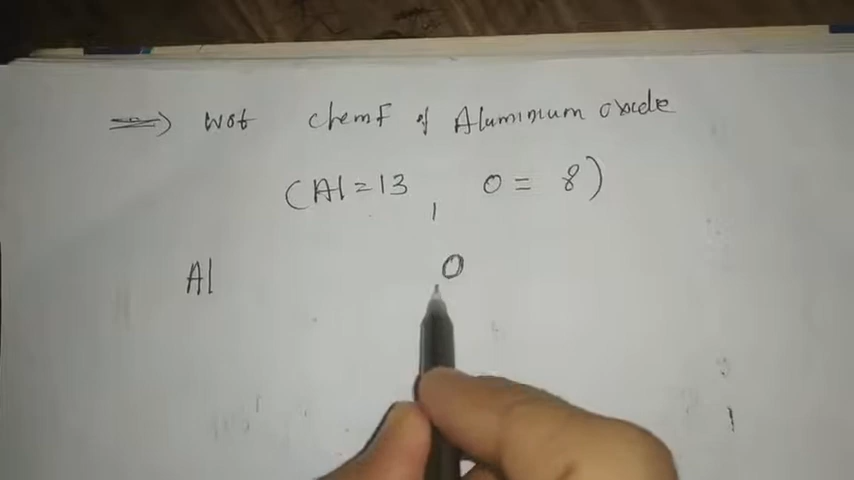 ⇒ wot chemF of Aluminium oxide
(Al = 13, O = 8)
Al O